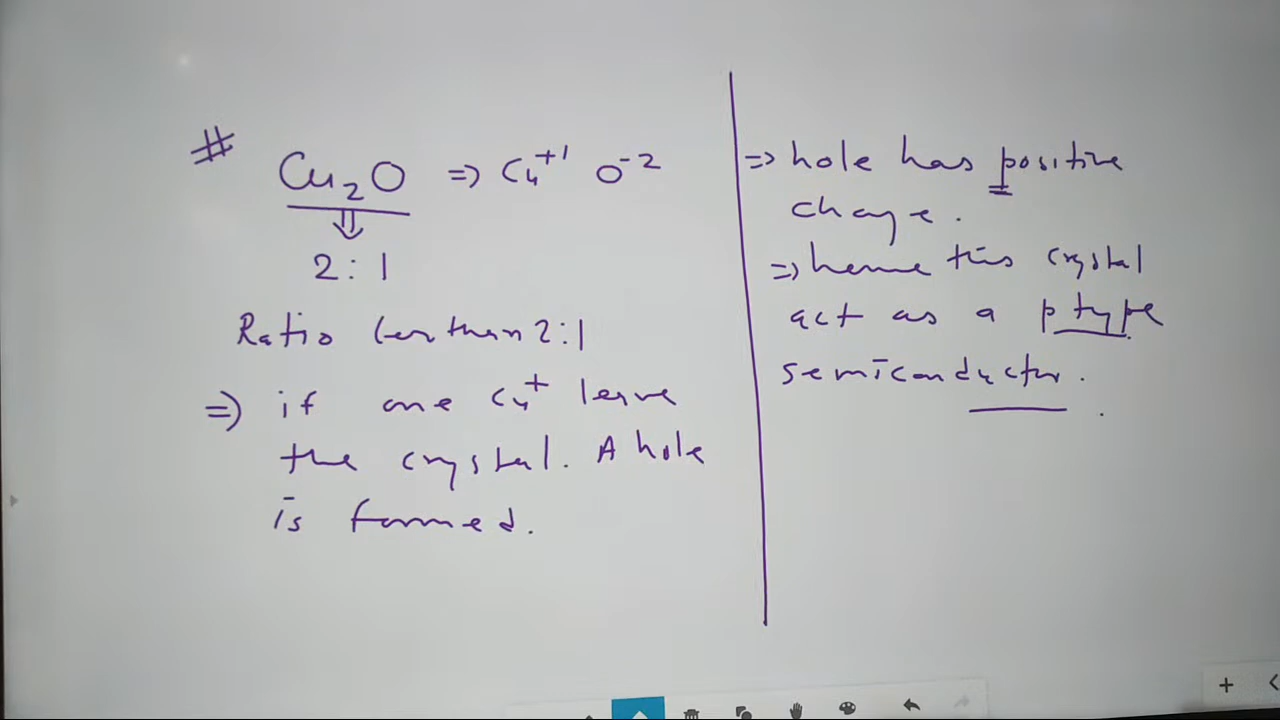 # Cu₂O => Cu⁺¹ O⁻²
2:1
Ratio less than 2:1
=> if one Cu⁺ leave
the crystal. A hole
is formed.
=> hole has positive
charge.
=> hence this crystal
act as a p type
semiconductor.